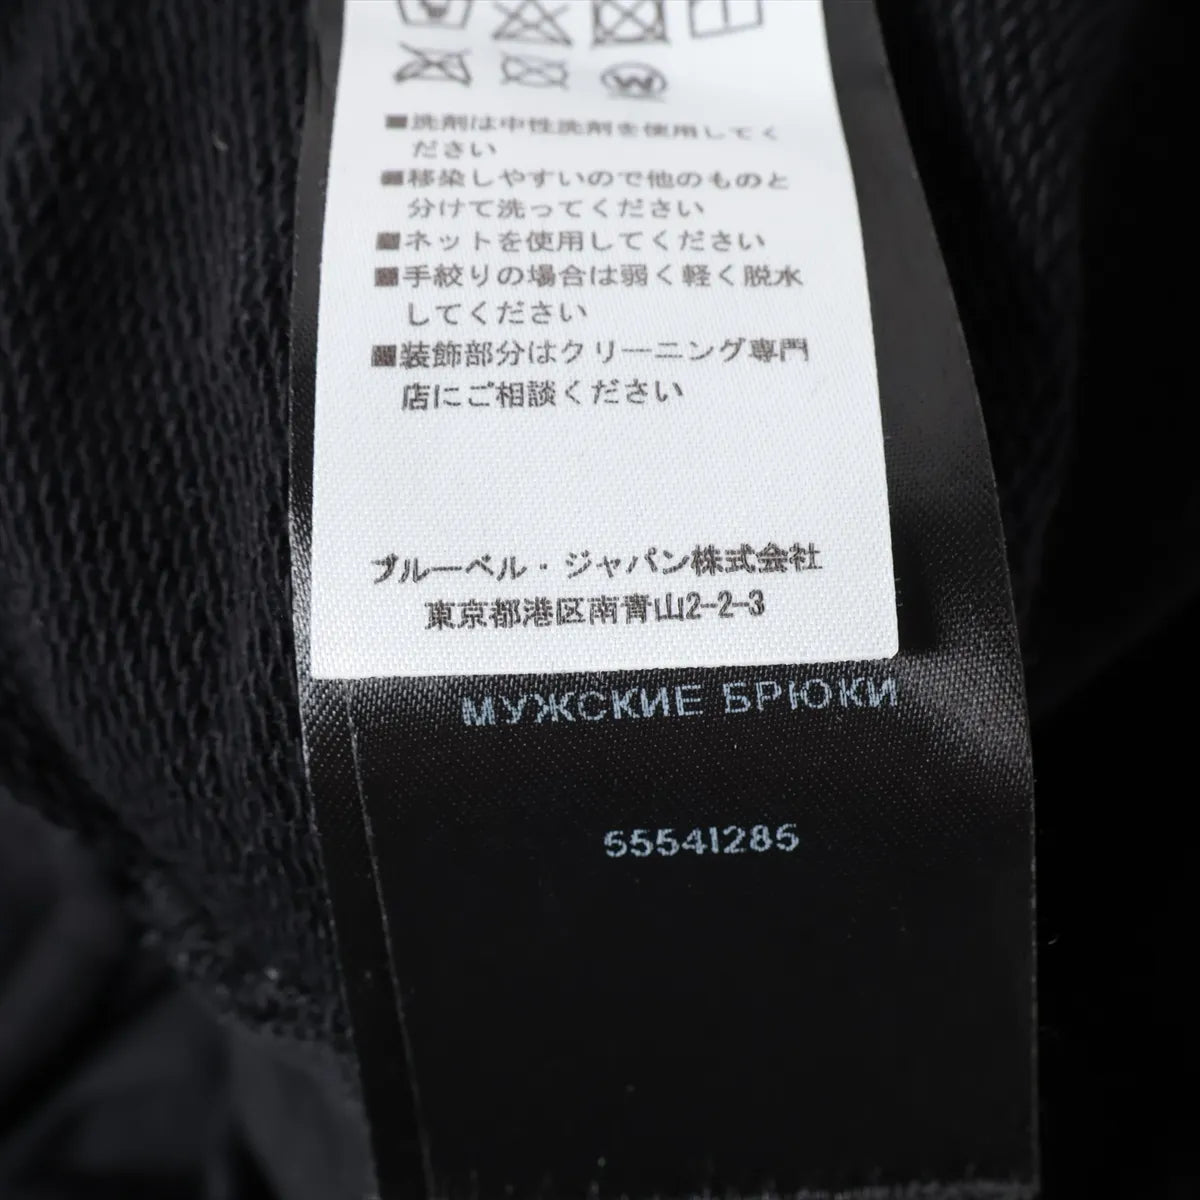 W
■洗剤は中性洗剤を使用してく
ださい
■移染しやすいので他のものと
分けて洗ってください
■ネットを使用してください
■手絞りの場合は弱く軽く脱水
してください
■装飾部分はクリーニング専門
店にご相談ください
ブルーベル・ジャパン株式会社
東京都港区南青山2-2-3
МУЖСКИЕ БРЮКИ
55541285